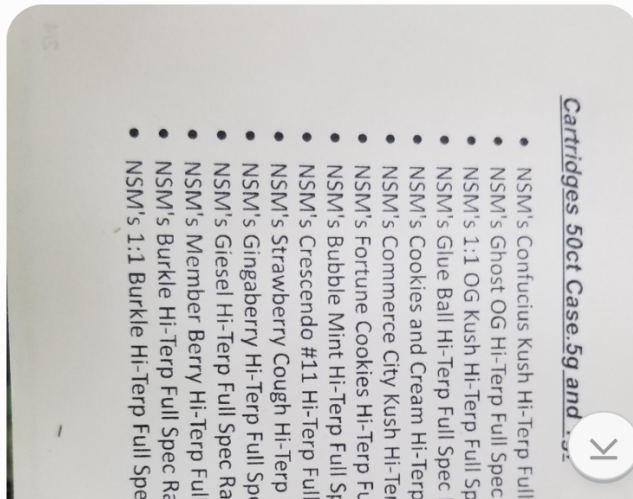 Cartridges 50ct Case.5g and
• NSM's Confucius Kush Hi-Terp Full
• NSM's Ghost OG Hi-Terp Full Spec
• NSM's 1:1 OG Kush Hi-Terp Full Sp
• NSM's Glue Ball Hi-Terp Full Spec
• NSM's Cookies and Cream Hi-Terp
• NSM's Commerce City Kush Hi-Ter
• NSM's Fortune Cookies Hi-Terp Fu
• NSM's Bubble Mint Hi-Terp Full Sp
• NSM's Crescendo #11 Hi-Terp Full
• NSM's Strawberry Cough Hi-Terp
• NSM's Gingaberry Hi-Terp Full Spe
• NSM's Giesel Hi-Terp Full Spec Ra
• NSM's Member Berry Hi-Terp Ful
• NSM's Burkle Hi-Terp Full Spec Ra
• NSM's 1:1 Burkle Hi-Terp Full Spe